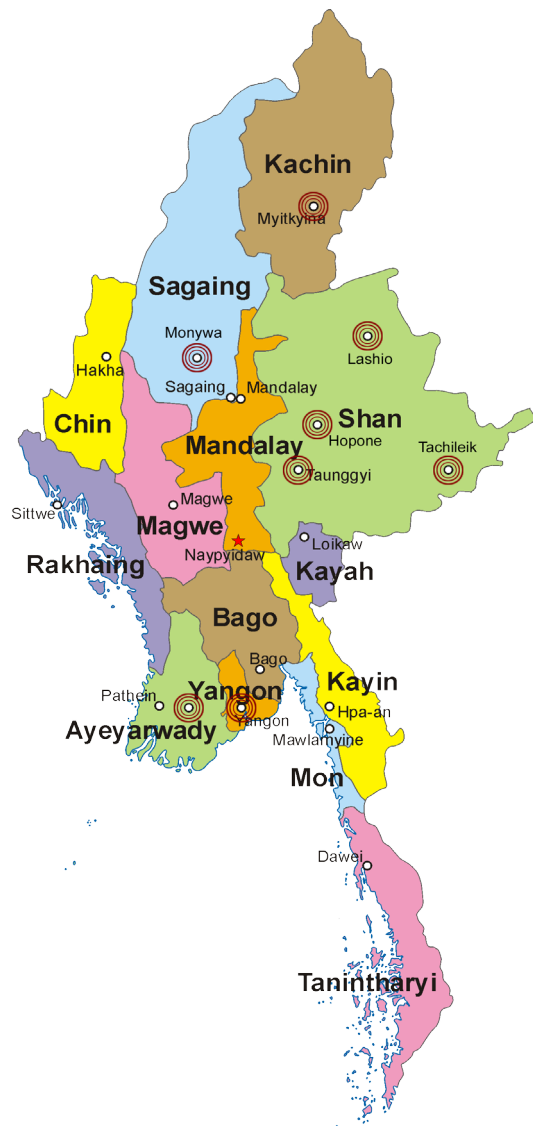 Kachin
Myitkyina
Sagaing
Monywa
Hakha
Lashio
Sagaing
Mandalay
Chin
Shan
Hopone
Mandalay
Tachileik
Taunggyi
Magwe
Sittwe
Magwe
Loikaw
Naypyidaw
Rakhaing
Kayah
Bago
Bago
Kayin
Yangon
Pathein
Hpa-an
Yangon
Ayeyarwady
Mawlamyine
Mon
Dawei
Tanintharyi